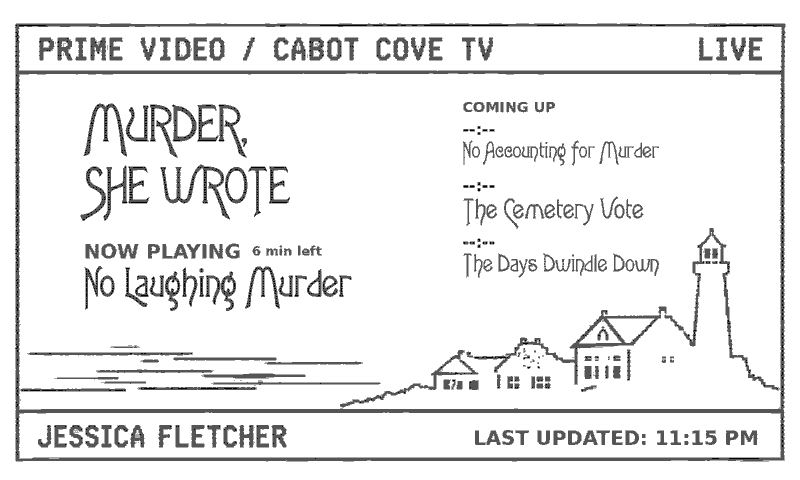 PRIME VIDEO / CABOT COVE TV
LIVE
MURDER,
SHE WROTE
NOW PLAYING 6 min left
No Laughing Murder
COMING UP
--:--
No Accounting for Murder
--:--
The Cemetery Vote
--:--
The Days Dwindle Down
JESSICA FLETCHER
LAST UPDATED: 11:15 PM